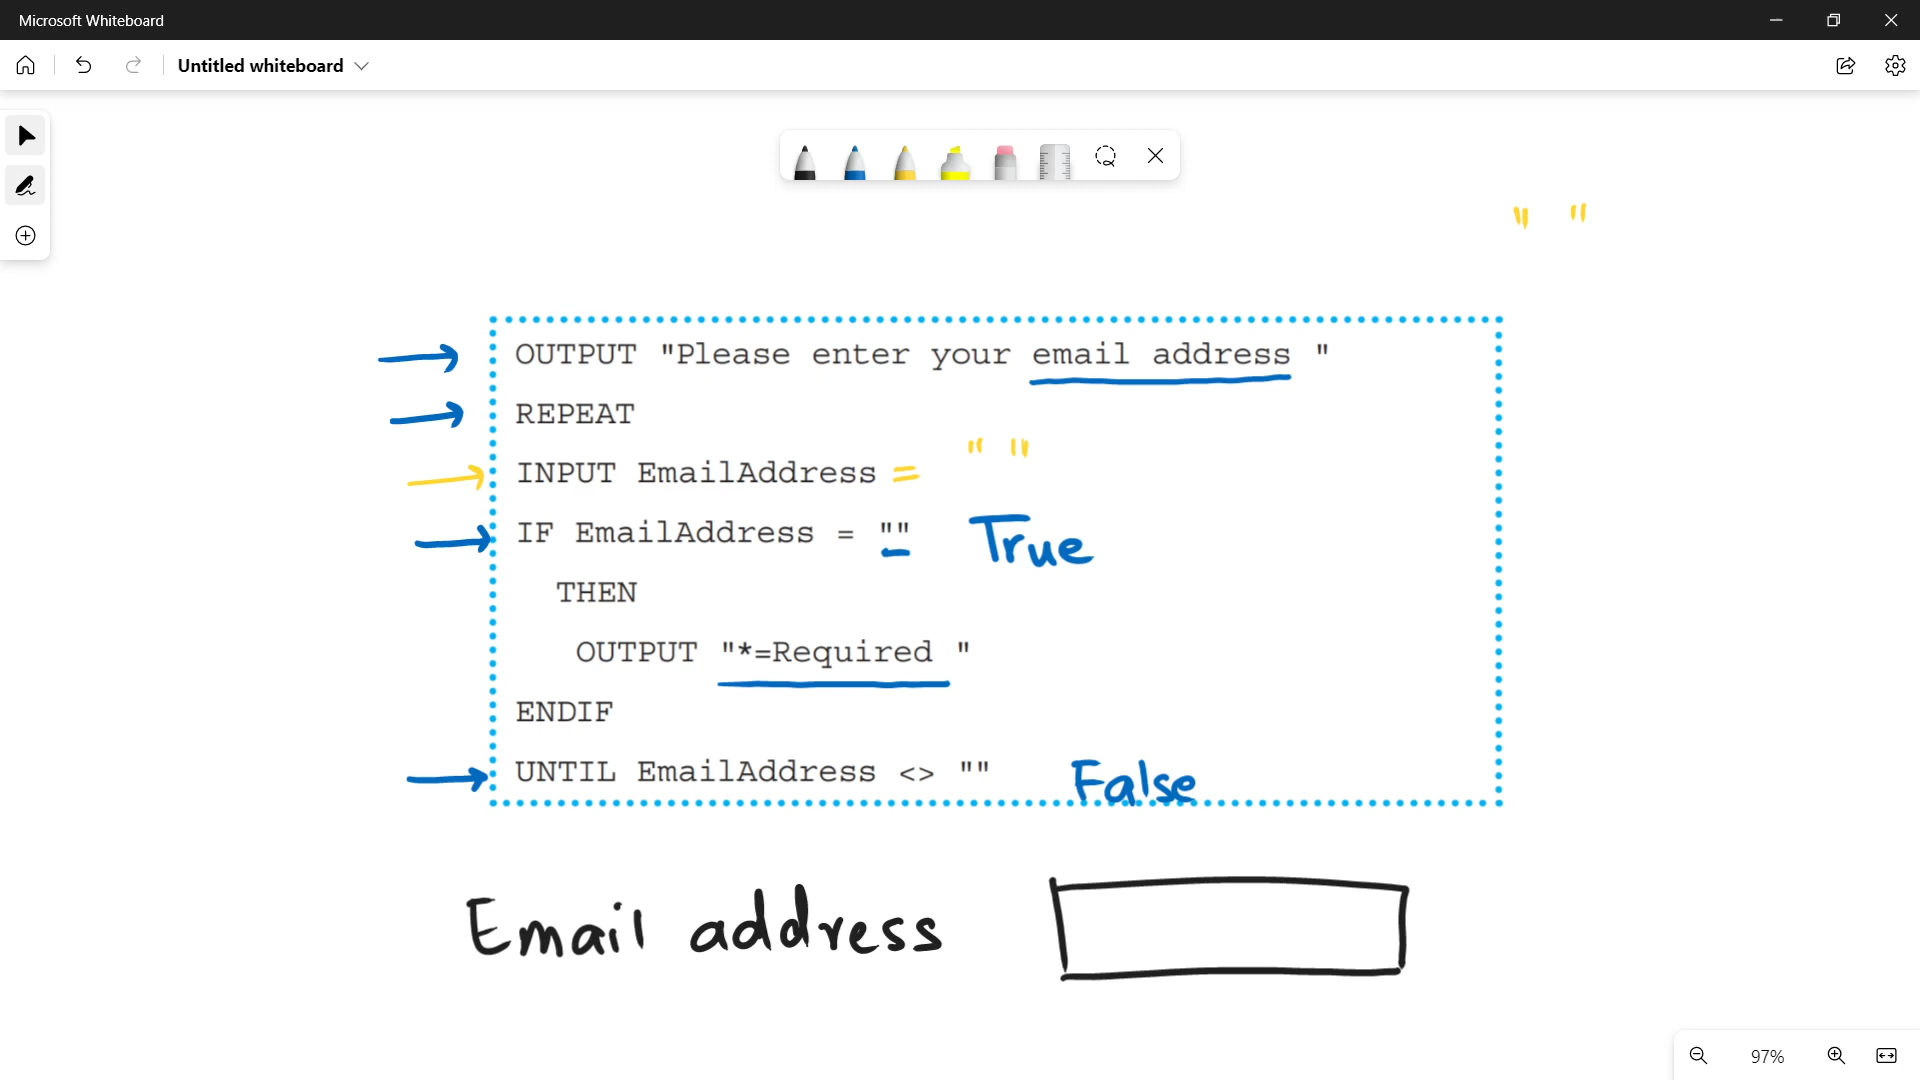 Microsoft Whiteboard
Untitled whiteboard
" "
OUTPUT "Please enter your email address "
REPEAT
" "
INPUT EmailAddress =
IF EmailAddress = "" True
THEN
OUTPUT "*=Required "
ENDIF
UNTIL EmailAddress <> "" False
Email address
97%